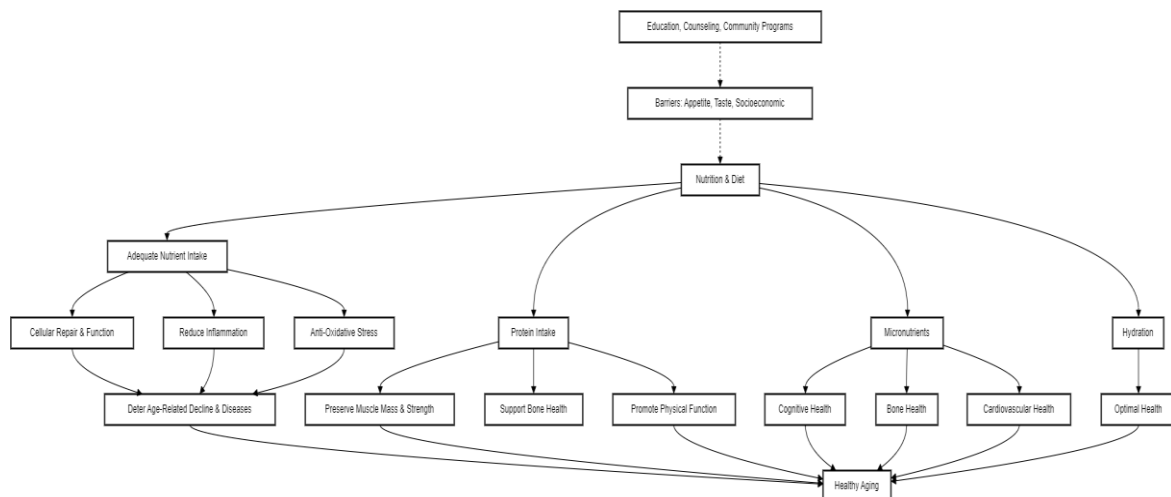 Education, Counseling, Community Programs
Barriers: Appetite, Taste, Socioeconomic
Nutrition & Diet
Adequate Nutrient Intake
Cellular Repair & Function
Reduce Inflammation
Anti-Oxidative Stress
Protein Intake
Micronutrients
Hydration
Deter Age-Related Decline & Diseases
Preserve Muscle Mass & Strength
Support Bone Health
Promote Physical Function
Cognitive Health
Bone Health
Cardiovascular Health
Optimal Health
Healthy Aging